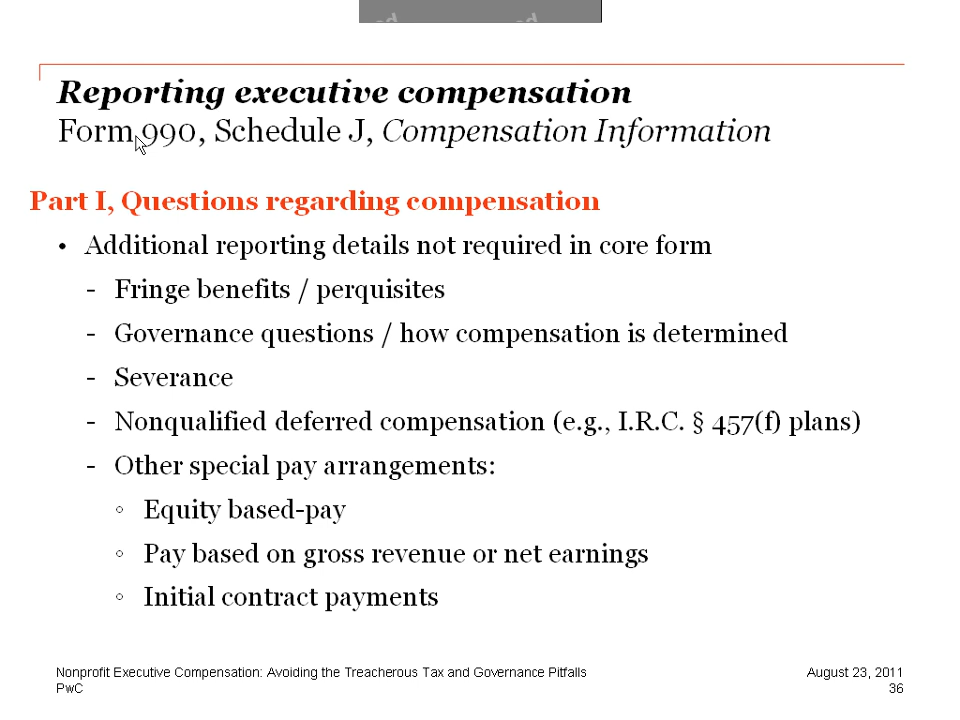 Reporting executive compensation
Form 990, Schedule J, Compensation Information
Part I, Questions regarding compensation
• Additional reporting details not required in core form
- Fringe benefits / perquisites
- Governance questions / how compensation is determined
- Severance
- Nonqualified deferred compensation (e.g., I.R.C. § 457(f) plans)
- Other special pay arrangements:
◦ Equity based-pay
◦ Pay based on gross revenue or net earnings
◦ Initial contract payments
Nonprofit Executive Compensation: Avoiding the Treacherous Tax and Governance Pitfalls August 23, 2011
PwC 36